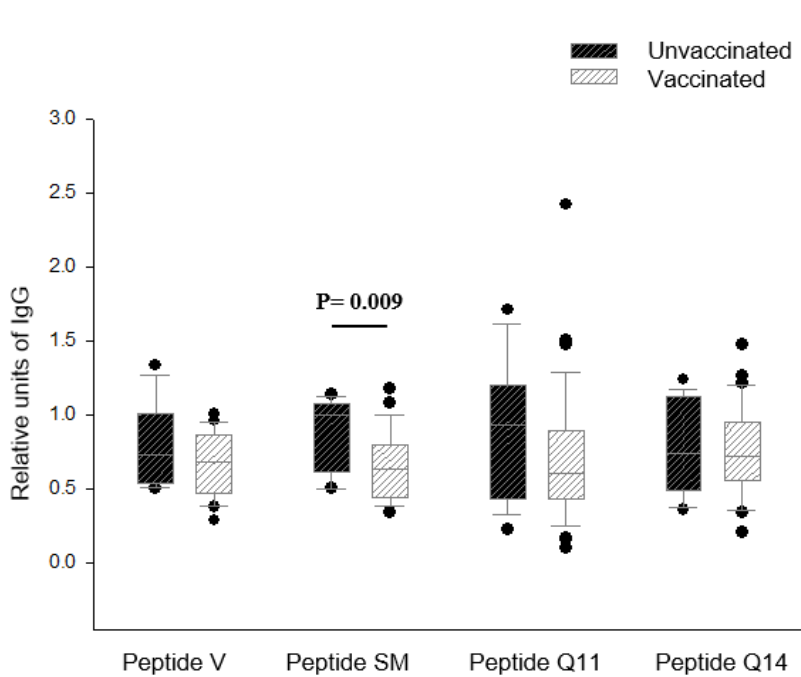 Unvaccinated
Vaccinated
3.0
2.5
2.0
1.5
1.0
0.5
0.0
Relative units of IgG
P= 0.009
Peptide V
Peptide SM
Peptide Q11
Peptide Q14